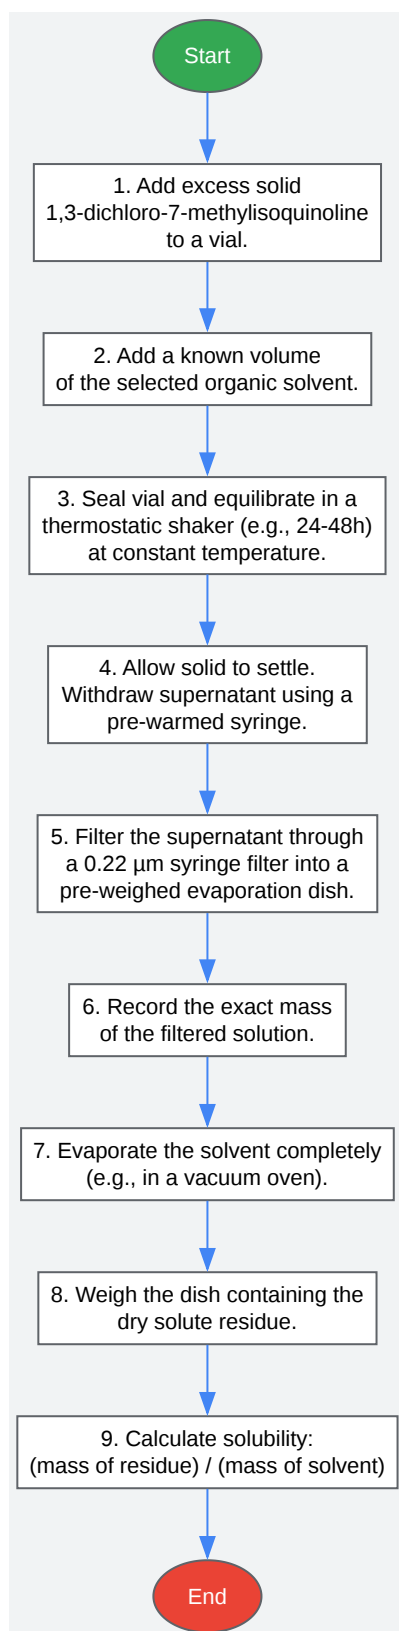 Start
1. Add excess solid
1,3-dichloro-7-methylisoquinoline
to a vial.
2. Add a known volume
of the selected organic solvent.
3. Seal vial and equilibrate in a
thermostatic shaker (e.g., 24-48h)
at constant temperature.
4. Allow solid to settle.
Withdraw supernatant using a
pre-warmed syringe.
5. Filter the supernatant through
a 0.22 µm syringe filter into a
pre-weighed evaporation dish.
6. Record the exact mass
of the filtered solution.
7. Evaporate the solvent completely
(e.g., in a vacuum oven).
8. Weigh the dish containing the
dry solute residue.
9. Calculate solubility:
(mass of residue) / (mass of solvent)
End